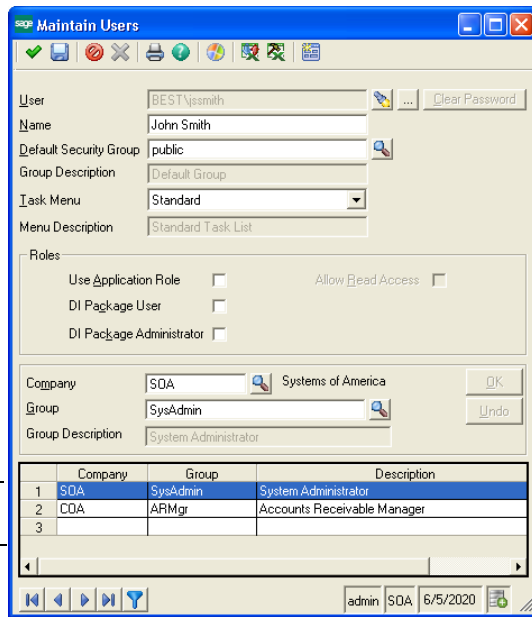 sage Maintain Users
User BEST\jssmith ... Clear Password
Name John Smith
Default Security Group public
Group Description Default Group
Task Menu Standard
Menu Description Standard Task List
Roles
Use Application Role Allow Read Access
DI Package User
DI Package Administrator
Company SOA Systems of America OK
Group SysAdmin Undo
Group Description System Administrator
Company Group Description
1 SOA SysAdmin System Administrator
2 COA ARMgr Accounts Receivable Manager
3
admin SOA 6/5/2020